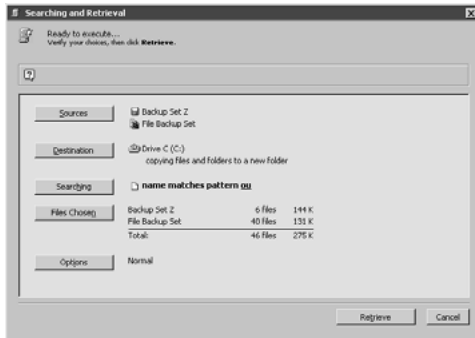 Searching and Retrieval
Ready to execute...
Verify your choices, then click Retrieve.
Sources
Backup Set Z
File Backup Set
Destination
Drive C (C:)
copying files and folders to a new folder
Searching
name matches pattern ou
Files Chosen
Backup Set Z 6 files 144 K
File Backup Set 40 files 131 K
Total: 46 files 275 K
Options
Normal
Retrieve Cancel